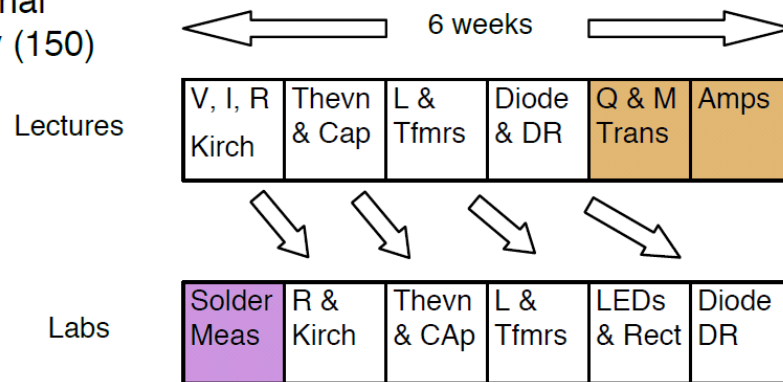 (150)
6 weeks
Lectures
V, I, R
Kirch
Thevn
& Cap
L &
Tfmrs
Diode
& DR
Q & M
Trans
Amps
Labs
Solder
Meas
R &
Kirch
Thevn
& CAp
L &
Tfmrs
LEDs
& Rect
Diode
DR